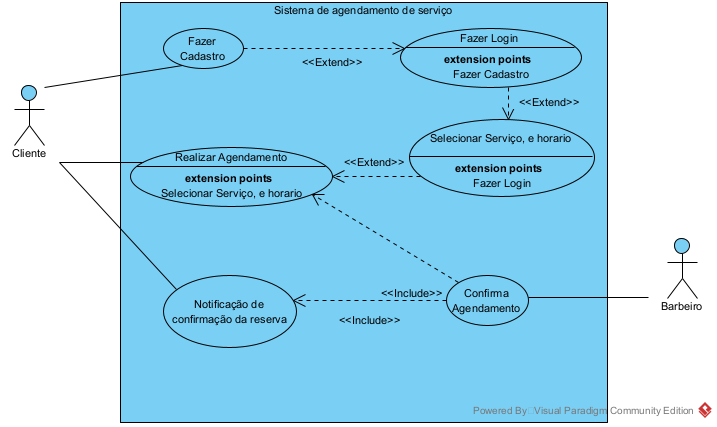 Sistema de agendamento de serviço
Fazer
Cadastro
<<Extend>>
Fazer Login
extension points
Fazer Cadastro
<<Extend>>
Cliente
Selecionar Serviço, e horario
extension points
Fazer Login
<<Extend>>
Realizar Agendamento
extension points
Selecionar Serviço, e horario
Barbeiro
Notificação de
confirmação da reserva
<<Include>>
<<Include>>
Confirma
Agendamento
Powered By Visual Paradigm Community Edition